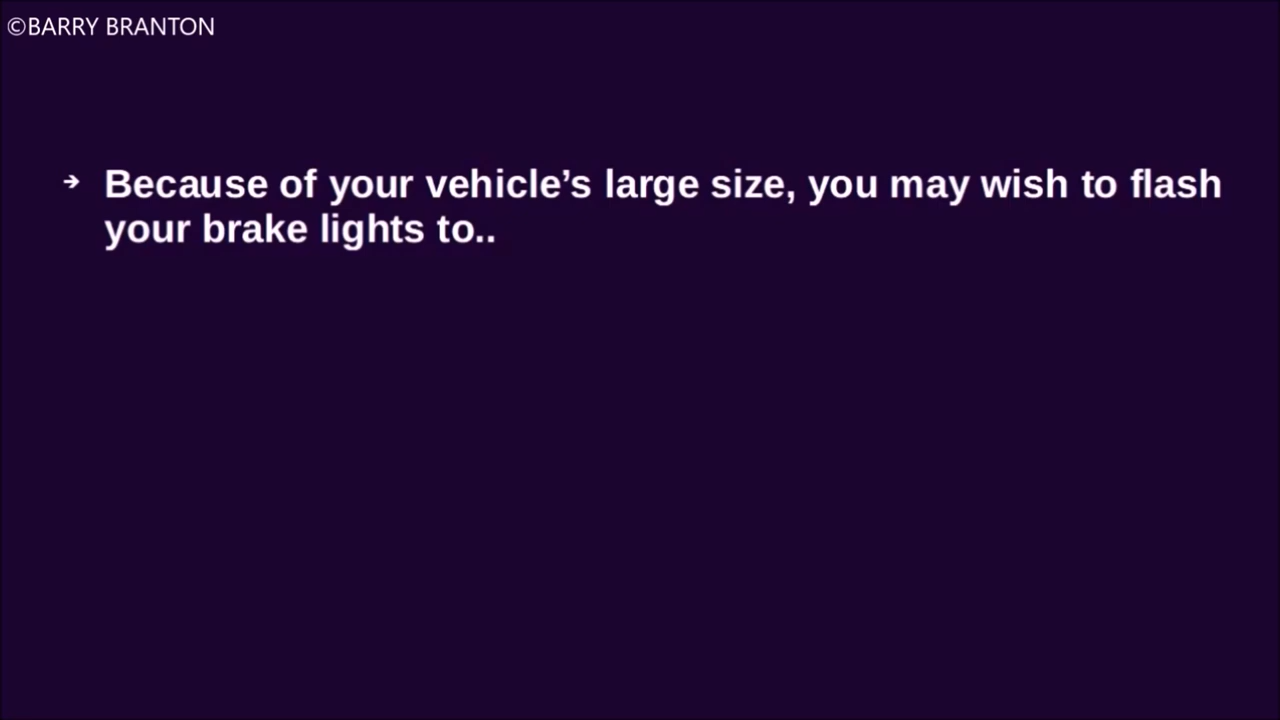 ©BARRY BRANTON
➔ Because of your vehicle’s large size, you may wish to flash
your brake lights to..